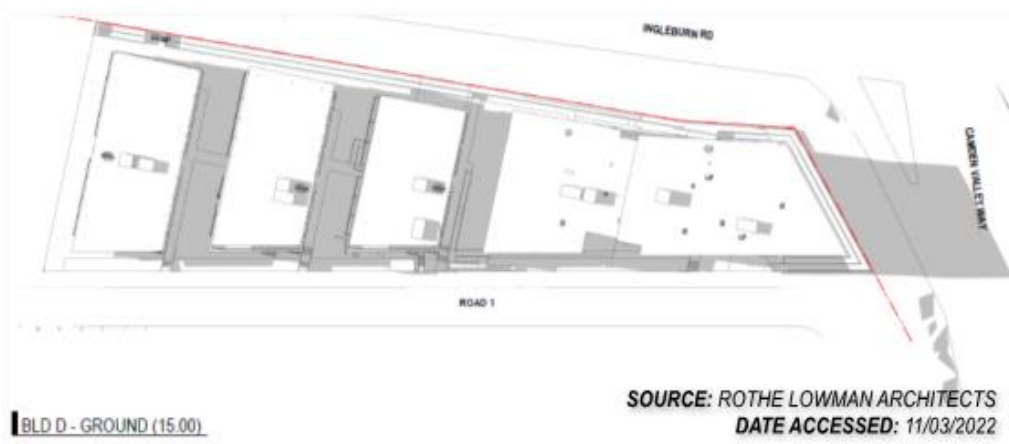 INGLEBURN RD
CAMDEN VALLEY WAY
ROAD 1
SOURCE: ROTHE LOWMAN ARCHITECTS
BLD D - GROUND (15.00)
DATE ACCESSED: 11/03/2022